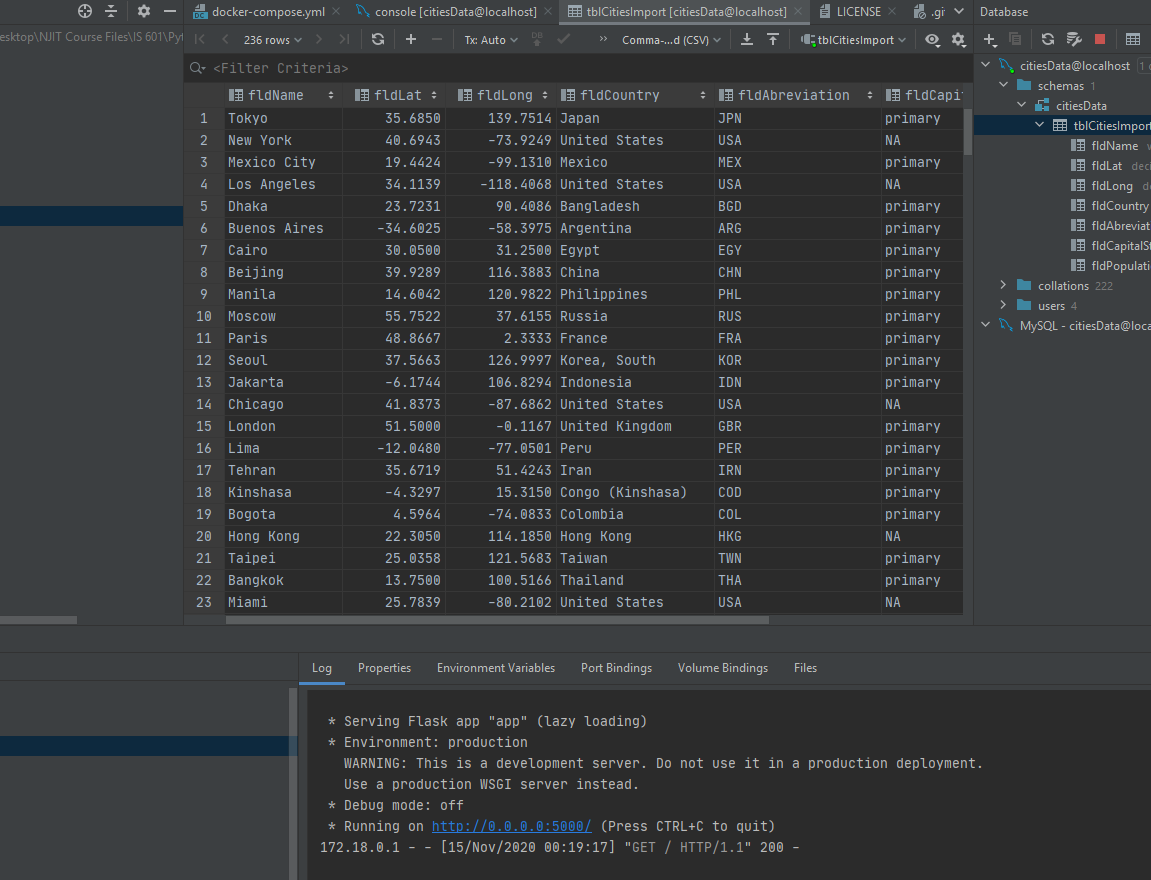 docker-compose.yml
console [citiesData@localhost]
tblCitiesImport [citiesData@localhost]
LICENSE
.gi
Database
esktop\NJIT Course Files\IS 601\Pyt
236 rows
Tx: Auto
DB
Comma-...d (CSV)
tblCitiesImport
<Filter Criteria>
fldName fldLat fldLong fldCountry fldAbreviation fldCapit
1 Tokyo 35.6850 139.7514 Japan JPN primary
2 New York 40.6943 -73.9249 United States USA NA
3 Mexico City 19.4424 -99.1310 Mexico MEX primary
4 Los Angeles 34.1139 -118.4068 United States USA NA
5 Dhaka 23.7231 90.4086 Bangladesh BGD primary
6 Buenos Aires -34.6025 -58.3975 Argentina ARG primary
7 Cairo 30.0500 31.2500 Egypt EGY primary
8 Beijing 39.9289 116.3883 China CHN primary
9 Manila 14.6042 120.9822 Philippines PHL primary
10 Moscow 55.7522 37.6155 Russia RUS primary
11 Paris 48.8667 2.3333 France FRA primary
12 Seoul 37.5663 126.9997 Korea, South KOR primary
13 Jakarta -6.1744 106.8294 Indonesia IDN primary
14 Chicago 41.8373 -87.6862 United States USA NA
15 London 51.5000 -0.1167 United Kingdom GBR primary
16 Lima -12.0480 -77.0501 Peru PER primary
17 Tehran 35.6719 51.4243 Iran IRN primary
18 Kinshasa -4.3297 15.3150 Congo (Kinshasa) COD primary
19 Bogota 4.5964 -74.0833 Colombia COL primary
20 Hong Kong 22.3050 114.1850 Hong Kong HKG NA
21 Taipei 25.0358 121.5683 Taiwan TWN primary
22 Bangkok 13.7500 100.5166 Thailand THA primary
23 Miami 25.7839 -80.2102 United States USA NA
citiesData@localhost 1
schemas 1
citiesData
tblCitiesImport
fldName
fldLat deci
fldLong de
fldCountry
fldAbreviat
fldCapitalSt
fldPopulati
collations 222
users 4
MySQL - citiesData@loca
Log Properties Environment Variables Port Bindings Volume Bindings Files
* Serving Flask app "app" (lazy loading)
* Environment: production
WARNING: This is a development server. Do not use it in a production deployment.
Use a production WSGI server instead.
* Debug mode: off
* Running on http://0.0.0.0:5000/ (Press CTRL+C to quit)
172.18.0.1 - - [15/Nov/2020 00:19:17] "GET / HTTP/1.1" 200 -